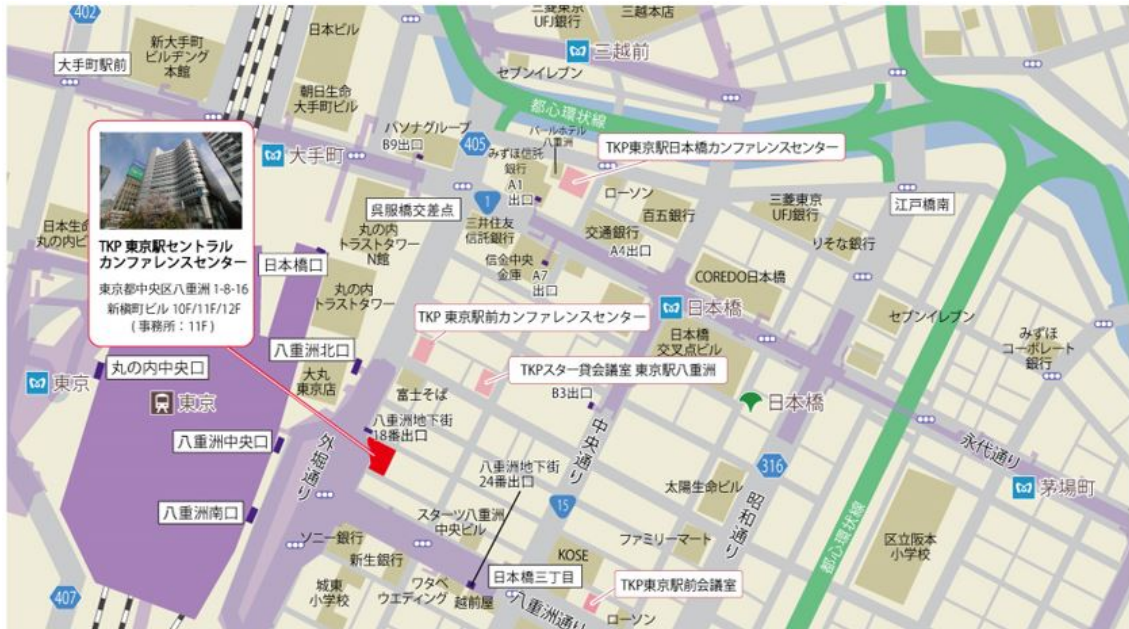 402
新大手町
ビルヂング
本館
日本ビル
三菱東京
UFJ銀行
三越本店
三越前
大手町駅前
セブンイレブン
朝日生命
大手町ビル
都心環状線
パソナグループ
B9出口
405
パールホテル
八重洲
TKP東京駅日本橋カンファレンスセンター
大手町
みずほ信託
銀行
A1
出口
ローソン
1
呉服橋交差点
三井住友
信託銀行
百五銀行
三菱東京
UFJ銀行
江戸橋南
日本生命
丸の内ビ
丸の内
トラストタワー
N館
交通銀行
A4出口
りそな銀行
TKP 東京駅セントラル
カンファレンスセンター
東京都中央区八重洲 1-8-16
新槇町ビル 10F/11F/12F
( 事務所：11F )
日本橋口
信金中央
金庫
A7
出口
COREDO日本橋
丸の内
トラストタワー
TKP 東京駅前カンファレンスセンター
日本橋
セブンイレブン
日本橋
交叉点ビル
みずほ
コーポレート
銀行
八重洲北口
丸の内中央口
TKPスター貸会議室 東京駅八重洲
東京
東京
大丸
東京店
富士そば
B3出口
日本橋
八重洲地下街
18番出口
八重洲中央口
外堀通り
中央通り
永代通り
八重洲地下街
24番出口
316
昭和通り
太陽生命ビル
茅場町
八重洲南口
15
スターツ八重洲
中央ビル
都心環状線
区立阪本
小学校
ソニー銀行
ファミリーマート
新生銀行
KOSE
城東
小学校
ワタベ
ウエディング
越前屋
日本橋三丁目
TKP東京駅前会議室
407
八重洲通り
ローソン